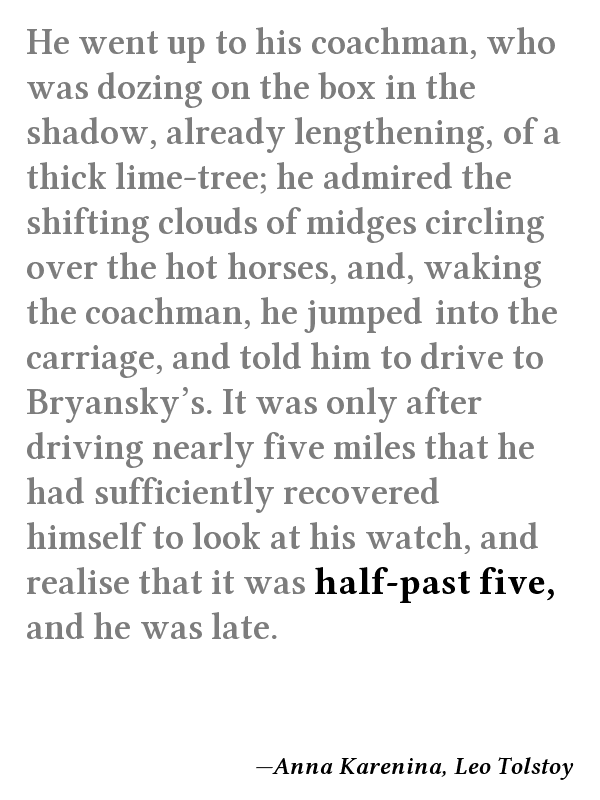 He went up to his coachman, who
was dozing on the box in the
shadow, already lengthening, of a
thick lime-tree; he admired the
shifting clouds of midges circling
over the hot horses, and, waking
the coachman, he jumped into the
carriage, and told him to drive to
Bryansky’s. It was only after
driving nearly five miles that he
had sufficiently recovered
himself to look at his watch, and
realise that it was half-past five,
and he was late.
—Anna Karenina, Leo Tolstoy